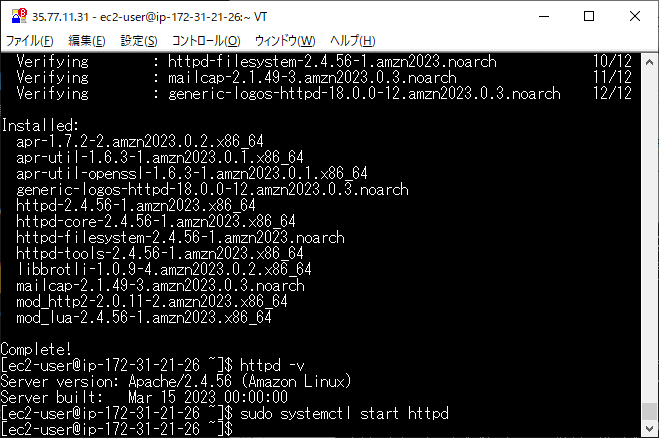 35.77.11.31 - ec2-user@ip-172-31-21-26:~ VT
ファイル(F) 編集(E) 設定(S) コントロール(O) ウィンドウ(W) ヘルプ(H)
Verifying : httpd-filesystem-2.4.56-1.amzn2023.noarch 10/12
Verifying : mailcap-2.1.49-3.amzn2023.0.3.noarch 11/12
Verifying : generic-logos-httpd-18.0.0-12.amzn2023.0.3.noarch 12/12
Installed:
apr-1.7.2-2.amzn2023.0.2.x86_64
apr-util-1.6.3-1.amzn2023.0.1.x86_64
apr-util-openssl-1.6.3-1.amzn2023.0.1.x86_64
generic-logos-httpd-18.0.0-12.amzn2023.0.3.noarch
httpd-2.4.56-1.amzn2023.x86_64
httpd-core-2.4.56-1.amzn2023.x86_64
httpd-filesystem-2.4.56-1.amzn2023.noarch
httpd-tools-2.4.56-1.amzn2023.x86_64
libbrotli-1.0.9-4.amzn2023.0.2.x86_64
mailcap-2.1.49-3.amzn2023.0.3.noarch
mod_http2-2.0.11-2.amzn2023.x86_64
mod_lua-2.4.56-1.amzn2023.x86_64
Complete!
[ec2-user@ip-172-31-21-26 ~]$ httpd -v
Server version: Apache/2.4.56 (Amazon Linux)
Server built:   Mar 15 2023 00:00:00
[ec2-user@ip-172-31-21-26 ~]$ sudo systemctl start httpd
[ec2-user@ip-172-31-21-26 ~]$